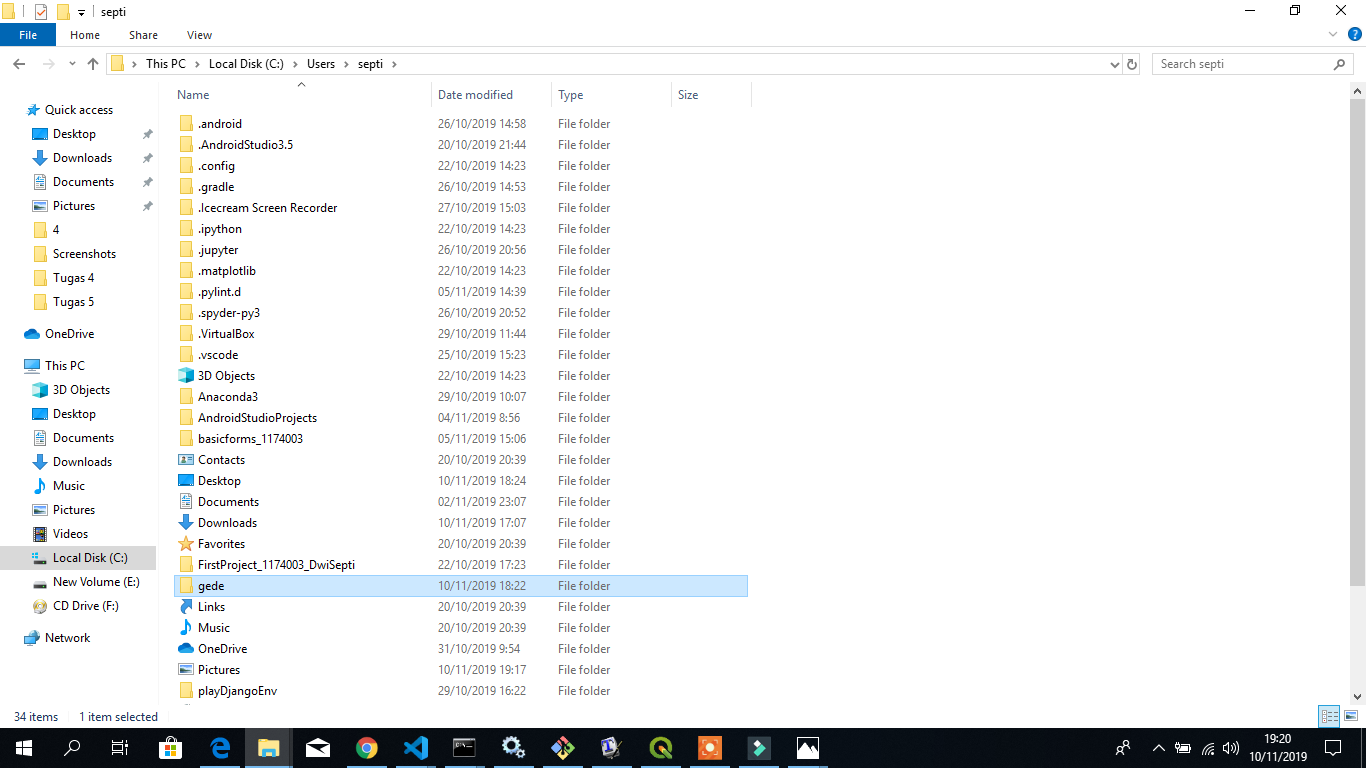 septi
File Home Share View
This PC Local Disk (C:) Users septi
Search septi
Name Date modified Type Size
Quick access
Desktop
Downloads
Documents
Pictures
4
Screenshots
Tugas 4
Tugas 5
OneDrive
This PC
3D Objects
Desktop
Documents
Downloads
Music
Pictures
Videos
Local Disk (C:)
New Volume (E:)
CD Drive (F:)
Network
.android 26/10/2019 14:58 File folder
.AndroidStudio3.5 20/10/2019 21:44 File folder
.config 22/10/2019 14:23 File folder
.gradle 26/10/2019 14:53 File folder
.Icecream Screen Recorder 27/10/2019 15:03 File folder
.ipython 22/10/2019 14:23 File folder
.jupyter 26/10/2019 20:56 File folder
.matplotlib 22/10/2019 14:23 File folder
.pylint.d 05/11/2019 14:39 File folder
.spyder-py3 26/10/2019 20:52 File folder
.VirtualBox 29/10/2019 11:44 File folder
.vscode 25/10/2019 15:23 File folder
3D Objects 22/10/2019 14:23 File folder
Anaconda3 29/10/2019 10:07 File folder
AndroidStudioProjects 04/11/2019 8:56 File folder
basicforms_1174003 05/11/2019 15:06 File folder
Contacts 20/10/2019 20:39 File folder
Desktop 10/11/2019 18:24 File folder
Documents 02/11/2019 23:07 File folder
Downloads 10/11/2019 17:07 File folder
Favorites 20/10/2019 20:39 File folder
FirstProject_1174003_DwiSepti 22/10/2019 17:23 File folder
gede 10/11/2019 18:22 File folder
Links 20/10/2019 20:39 File folder
Music 20/10/2019 20:39 File folder
OneDrive 31/10/2019 9:54 File folder
Pictures 10/11/2019 19:17 File folder
playDjangoEnv 29/10/2019 16:22 File folder
34 items 1 item selected
19:20
10/11/2019